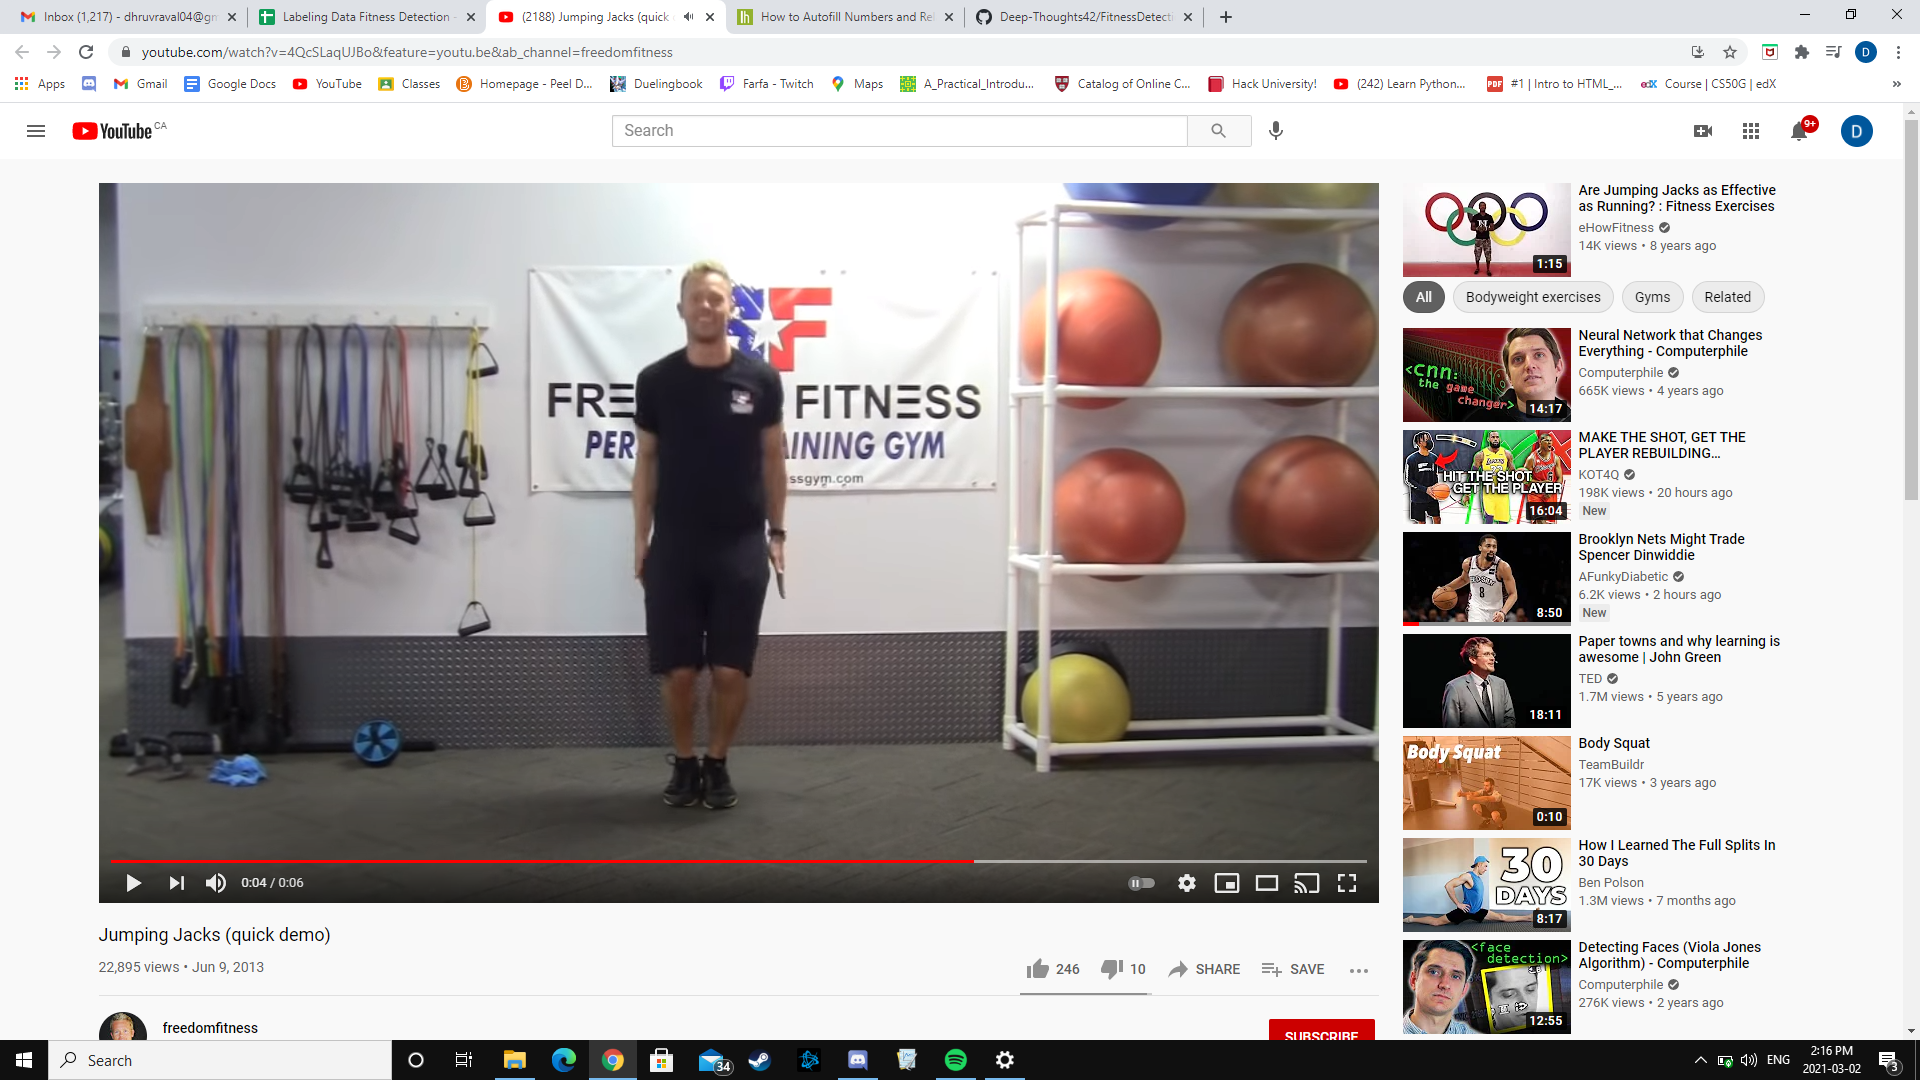 Inbox (1,217) - dhruvraval04@gm
Labeling Data Fitness Detection -
(2188) Jumping Jacks (quick
How to Autofill Numbers and Re
Deep-Thoughts42/FitnessDetect
youtube.com/watch?v=4QcSLaqUJBo&feature=youtu.be&ab_channel=freedomfitness
D
Apps
Gmail
Google Docs
YouTube
Classes
Homepage - Peel D...
Duelingbook
Farfa - Twitch
Maps
A_Practical_Introdu...
Catalog of Online C...
Hack University!
(242) Learn Python...
#1 | Intro to HTML_...
Course | CS50G | edX
»
YouTube CA
Search
9+
D
F
FRE FITNESS
PER AINING GYM
ssgym.com
0:04 / 0:06
Jumping Jacks (quick demo)
22,895 views • Jun 9, 2013
246
10
SHARE
SAVE
freedomfitness
SUBSCRIBE
Are Jumping Jacks as Effective
as Running? : Fitness Exercises
eHowFitness
14K views • 8 years ago
1:15
All
Bodyweight exercises
Gyms
Related
<cnn:
the game
changer>
14:17
Neural Network that Changes
Everything - Computerphile
Computerphile
665K views • 4 years ago
HIT THE SHOT
GET THE PLAYER
16:04
MAKE THE SHOT, GET THE
PLAYER REBUILDING...
KOT4Q
198K views • 20 hours ago
New
8
8:50
Brooklyn Nets Might Trade
Spencer Dinwiddie
AFunkyDiabetic
6.2K views • 2 hours ago
New
18:11
Paper towns and why learning is
awesome | John Green
TED
1.7M views • 5 years ago
Body Squat
0:10
Body Squat
TeamBuildr
17K views • 3 years ago
30
DAYS
8:17
How I Learned The Full Splits In
30 Days
Ben Polson
1.3M views • 7 months ago
<face
detection>
12:55
Detecting Faces (Viola Jones
Algorithm) - Computerphile
Computerphile
276K views • 2 years ago
Search
34
ENG
2:16 PM
2021-03-02
3